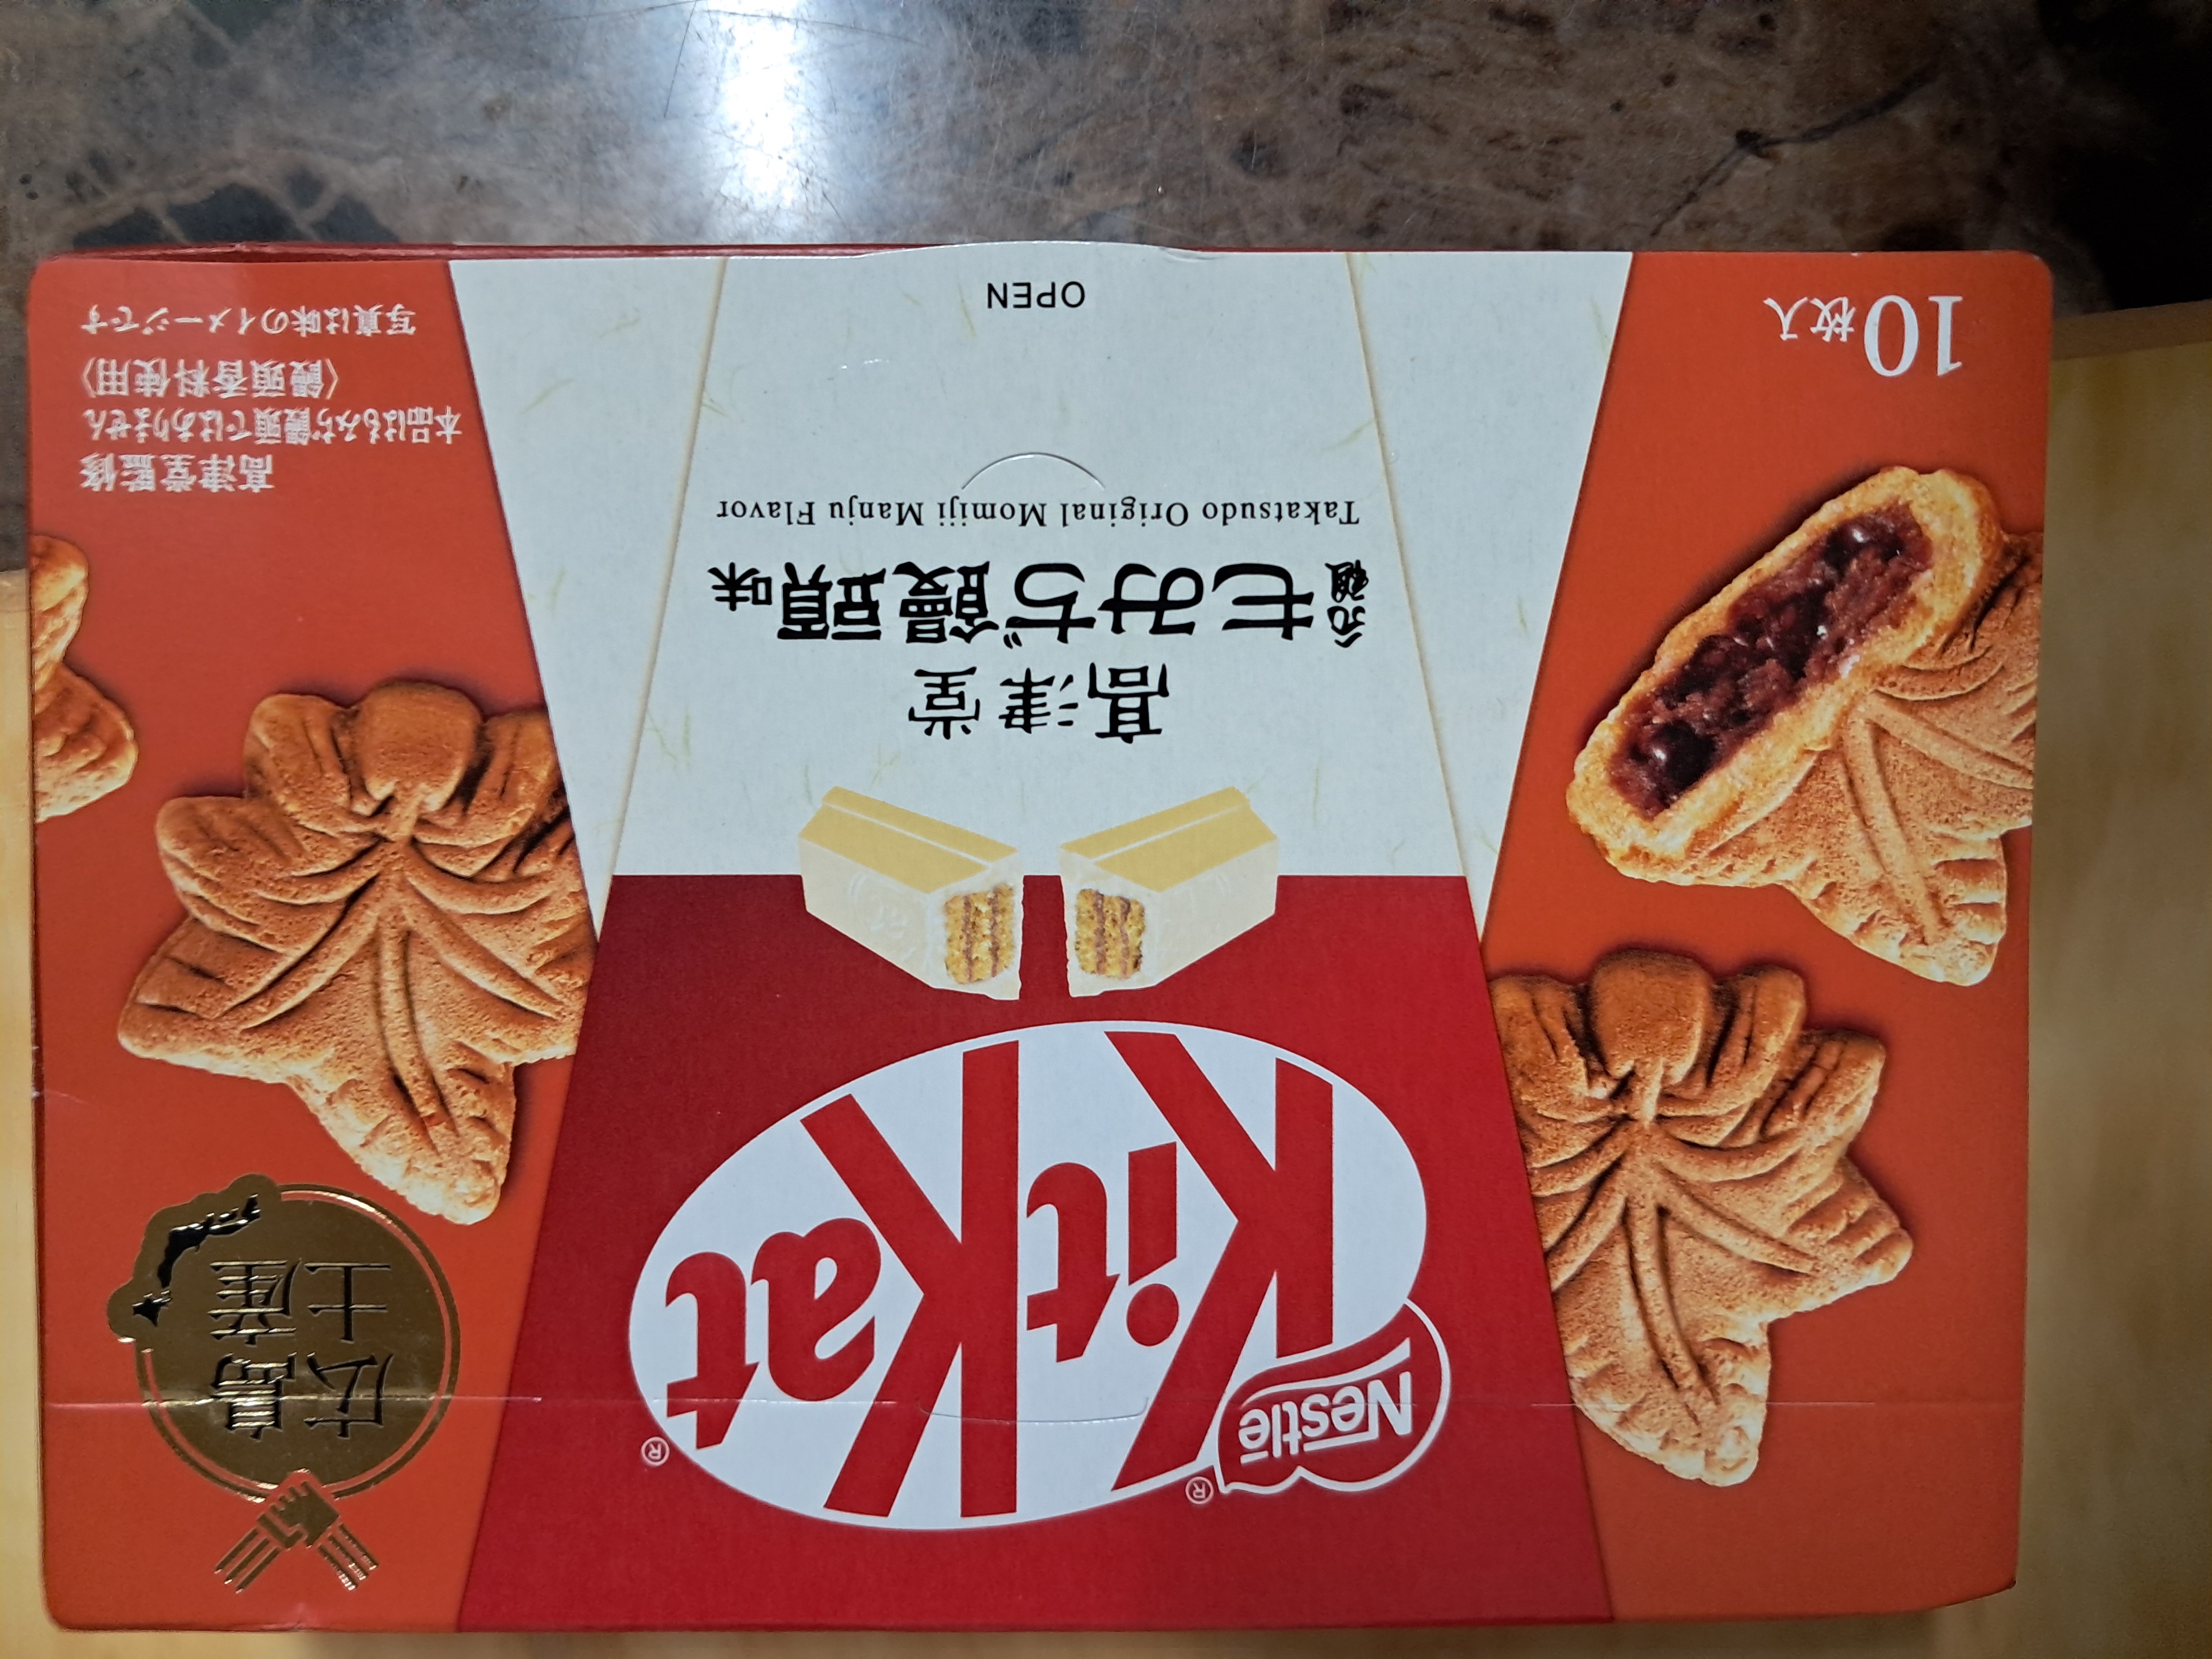 Nestlé
®
KitKat
®
広島
土産
高津堂
元祖 もみぢ饅頭味
Takatsudo Original Momiji Manju Flavor
高津堂監修
本品はもみぢ饅頭ではありません
〈饅頭香料使用〉
写真は味のイメージです
10枚入
OPEN